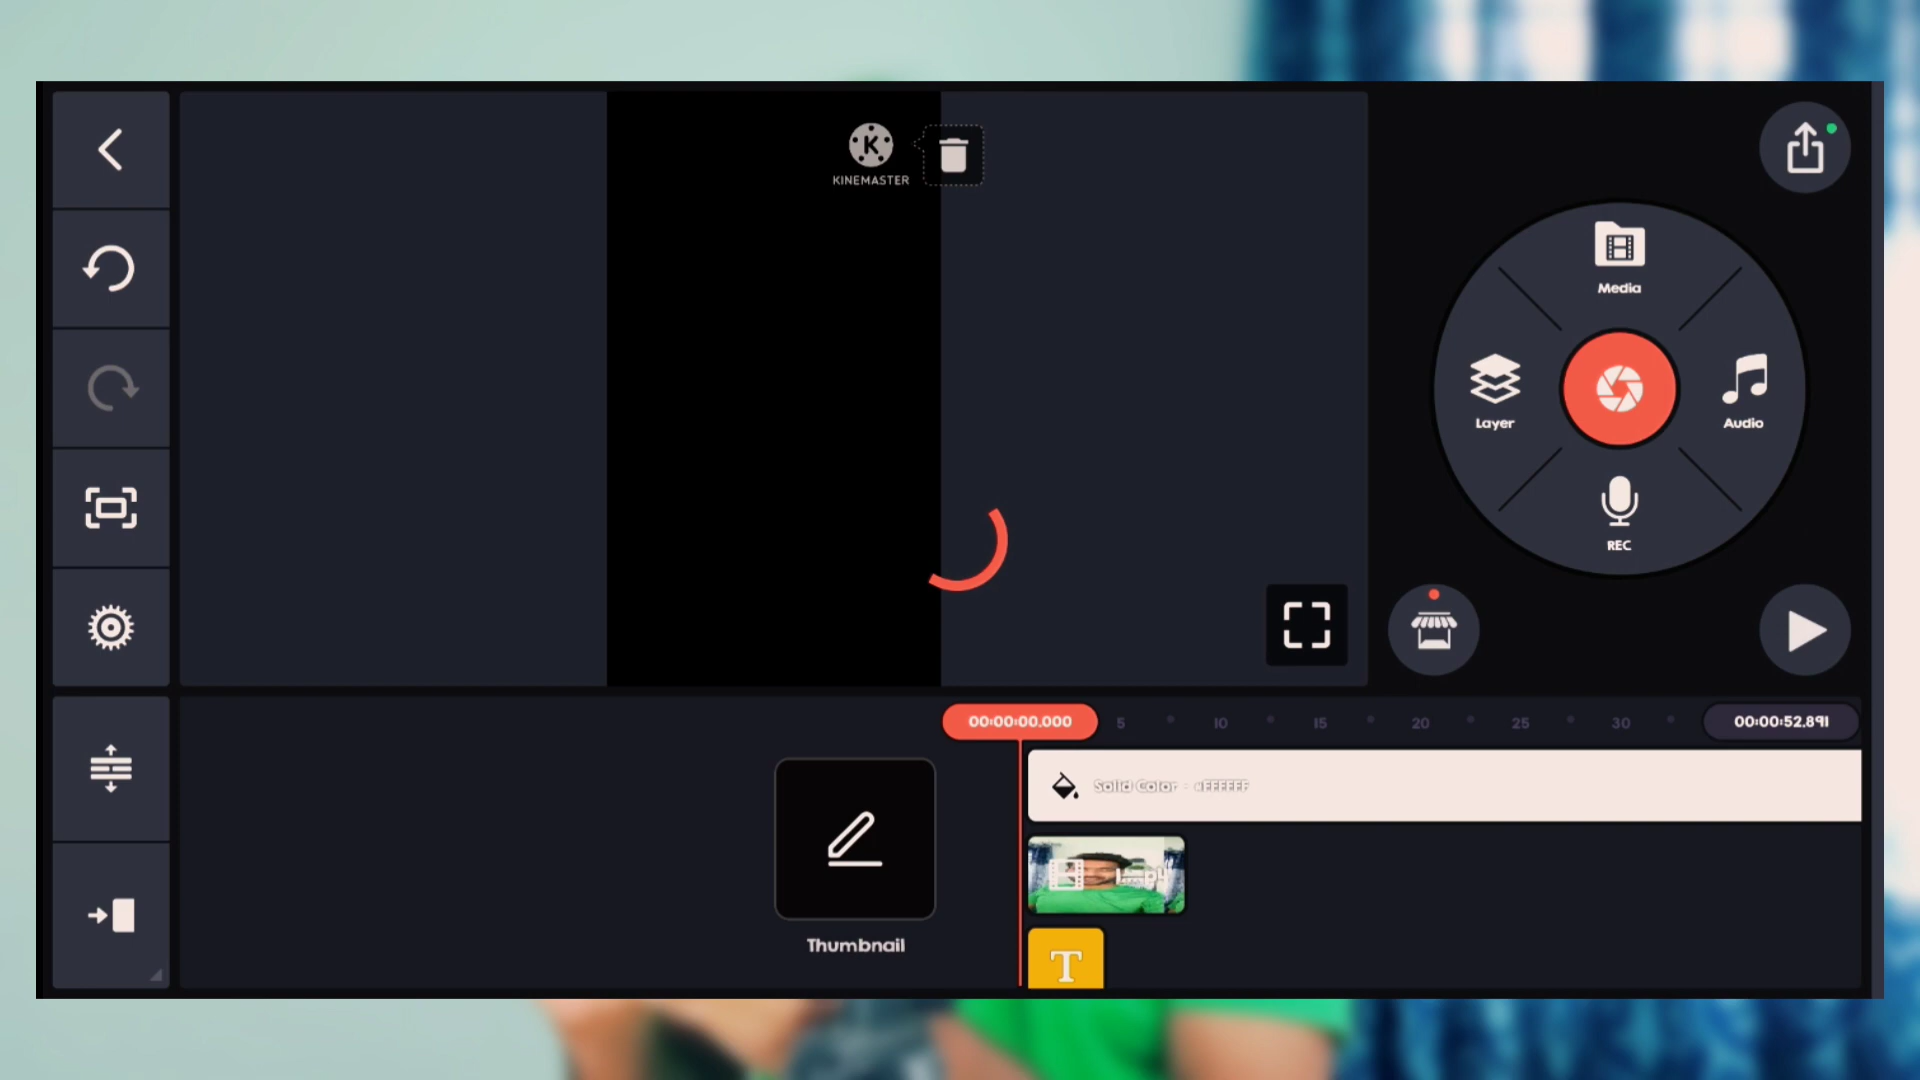 K
KINEMASTER
Media
Layer
Audio
REC
00:00:00.000
5
10
15
20
25
30
00:00:52.891
Solid Color - #FFFFFF
Thumbnail
T